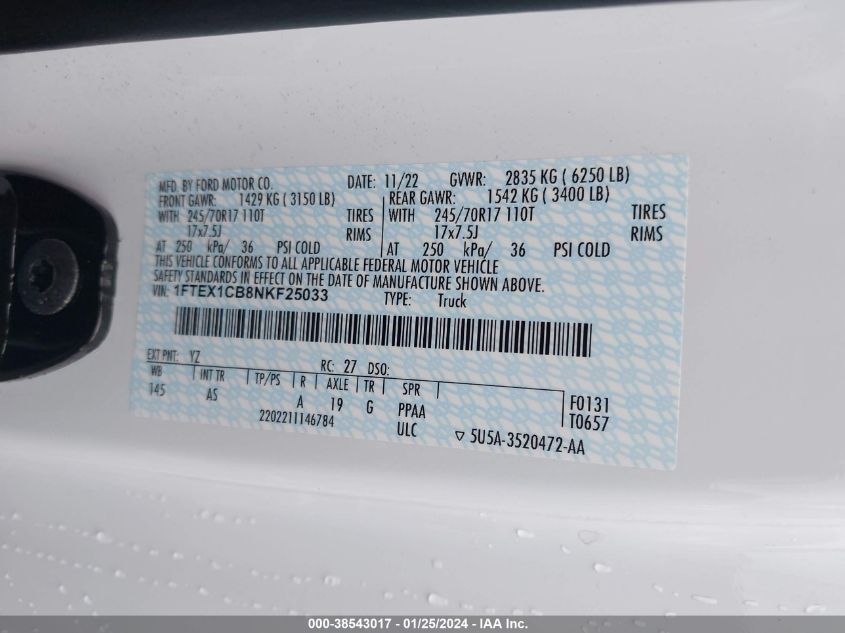 MFD. BY FORD MOTOR CO. DATE: 11/22 GVWR: 2835 KG ( 6250 LB)
FRONT GAWR: 1429 KG ( 3150 LB) REAR GAWR: 1542 KG ( 3400 LB)
WITH 245/70R17 110T TIRES WITH 245/70R17 110T TIRES
17x7.5J RIMS 17x7.5J RIMS
AT 250 kPa/ 36 PSI COLD AT 250 kPa/ 36 PSI COLD
THIS VEHICLE CONFORMS TO ALL APPLICABLE FEDERAL MOTOR VEHICLE
SAFETY STANDARDS IN EFFECT ON THE DATE OF MANUFACTURE SHOWN ABOVE.
VIN: 1FTEX1CB8NKF25033 TYPE: Truck
EXT PNT: YZ RC: 27 DSO:
WB INT TR TP/PS R AXLE TR SPR
145 AS A 19 G PPAA F0131
2202211146784 ULC T0657
5U5A-3520472-AA
000-38543017 - 01/25/2024 - IAA Inc.